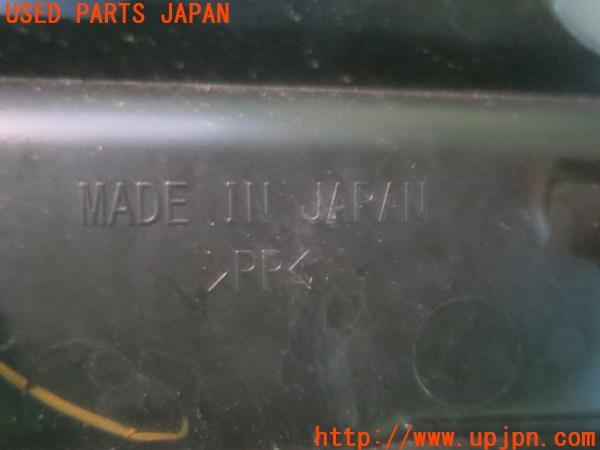 USED PARTS JAPAN
MADE IN JAPAN
>PP<
http://www.upjpn.com